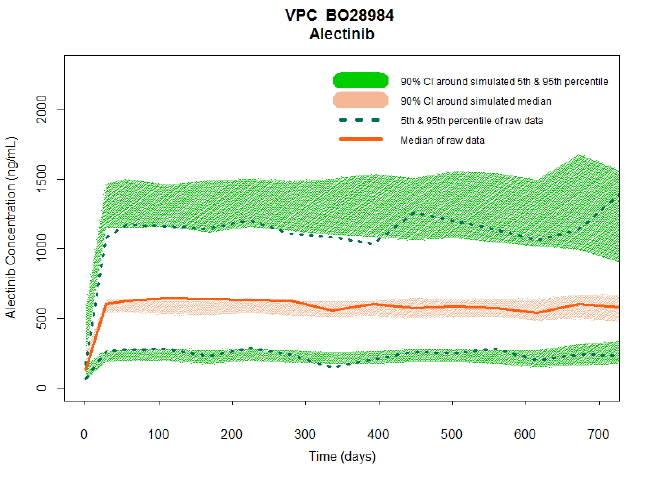 VPC BO28984
Alectinib
90% CI around simulated 5th & 95th percentile
90% CI around simulated median
5th & 95th percentile of raw data
Median of raw data
Alectinib Concentration (ng/mL)
2000
1500
1000
500
0
0 100 200 300 400 500 600 700
Time (days)